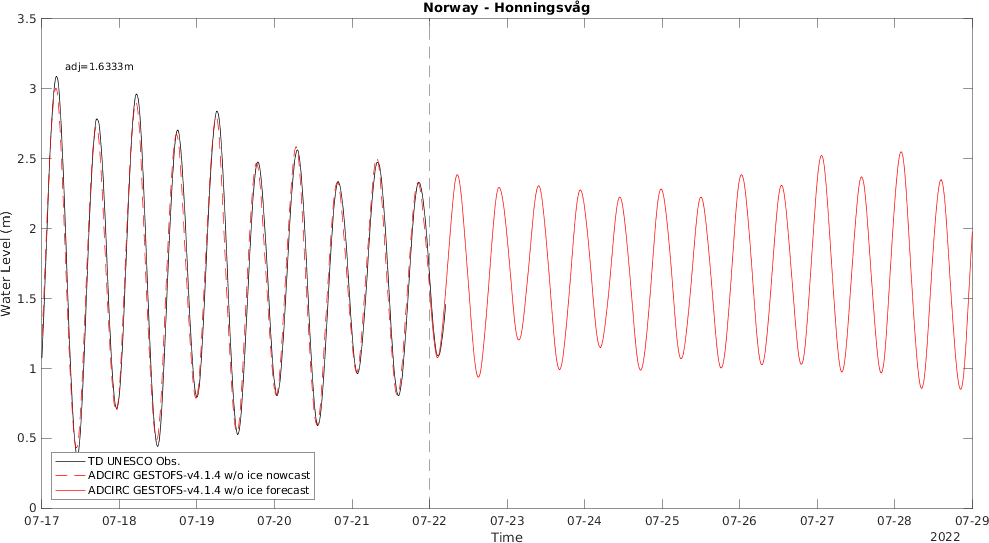 Norway - Honningsvåg
3.5
adj=1.6333m
3
2.5
2
Water Level (m)
1.5
1
0.5
TD UNESCO Obs.
ADCIRC GESTOFS-v4.1.4 w/o ice nowcast
ADCIRC GESTOFS-v4.1.4 w/o ice forecast
0
07-17 07-18 07-19 07-20 07-21 07-22 07-23 07-24 07-25 07-26 07-27 07-28 07-29
Time
2022